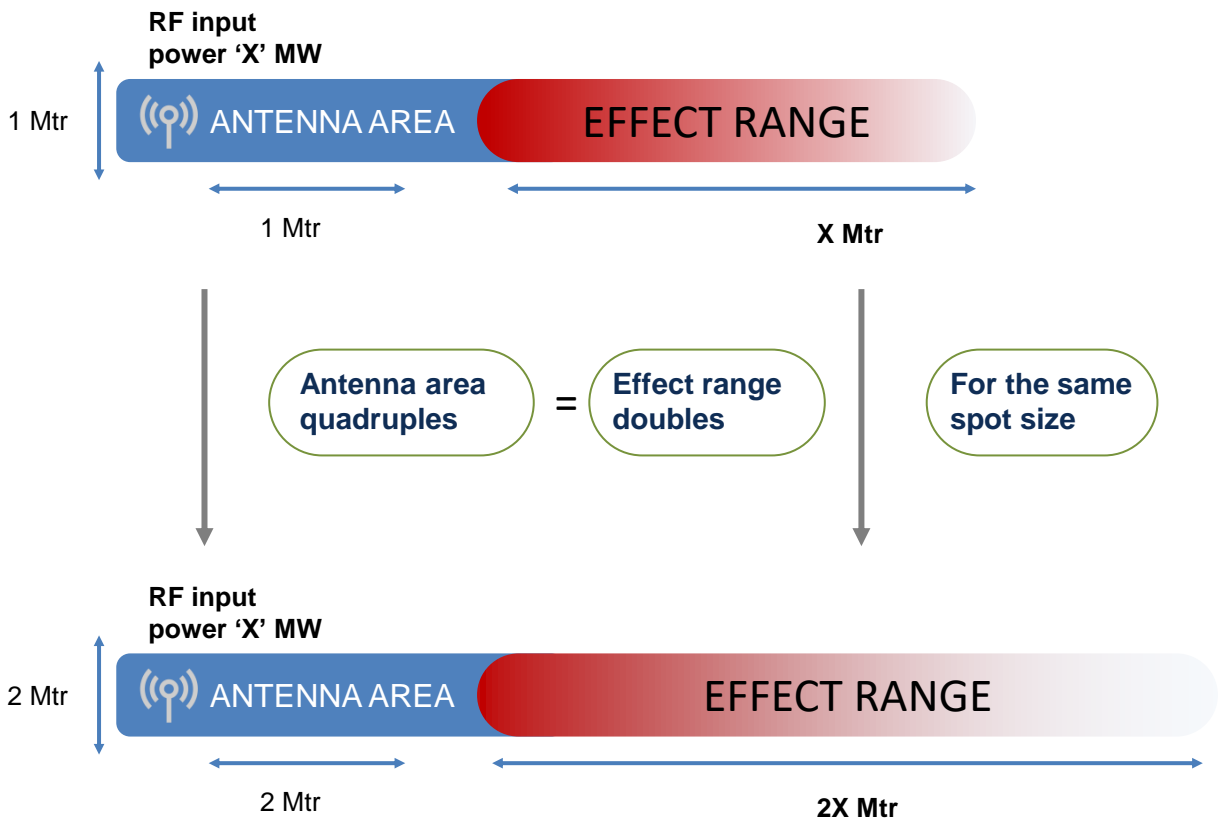 RF input
power ‘X’ MW
1 Mtr
ANTENNA AREA
EFFECT RANGE
1 Mtr
X Mtr
Antenna area
quadruples
=
Effect range
doubles
For the same
spot size
RF input
power ‘X’ MW
2 Mtr
ANTENNA AREA
EFFECT RANGE
2 Mtr
2X Mtr